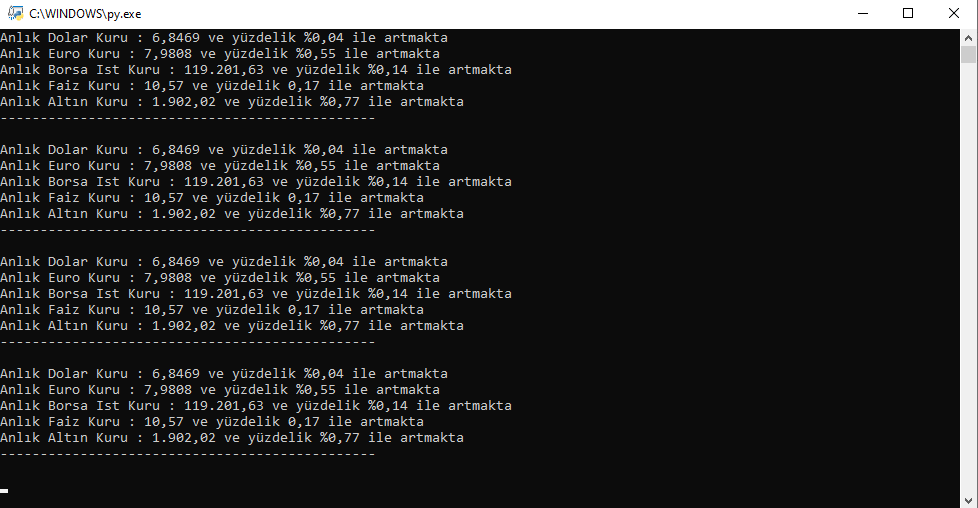 C:\WINDOWS\py.exe
Anlık Dolar Kuru : 6,8469 ve yüzdelik %0,04 ile artmakta
Anlık Euro Kuru : 7,9808 ve yüzdelik %0,55 ile artmakta
Anlık Borsa Ist Kuru : 119.201,63 ve yüzdelik %0,14 ile artmakta
Anlık Faiz Kuru : 10,57 ve yüzdelik 0,17 ile artmakta
Anlık Altın Kuru : 1.902,02 ve yüzdelik %0,77 ile artmakta
-----------------------------------------------
Anlık Dolar Kuru : 6,8469 ve yüzdelik %0,04 ile artmakta
Anlık Euro Kuru : 7,9808 ve yüzdelik %0,55 ile artmakta
Anlık Borsa Ist Kuru : 119.201,63 ve yüzdelik %0,14 ile artmakta
Anlık Faiz Kuru : 10,57 ve yüzdelik 0,17 ile artmakta
Anlık Altın Kuru : 1.902,02 ve yüzdelik %0,77 ile artmakta
-----------------------------------------------
Anlık Dolar Kuru : 6,8469 ve yüzdelik %0,04 ile artmakta
Anlık Euro Kuru : 7,9808 ve yüzdelik %0,55 ile artmakta
Anlık Borsa Ist Kuru : 119.201,63 ve yüzdelik %0,14 ile artmakta
Anlık Faiz Kuru : 10,57 ve yüzdelik 0,17 ile artmakta
Anlık Altın Kuru : 1.902,02 ve yüzdelik %0,77 ile artmakta
-----------------------------------------------
Anlık Dolar Kuru : 6,8469 ve yüzdelik %0,04 ile artmakta
Anlık Euro Kuru : 7,9808 ve yüzdelik %0,55 ile artmakta
Anlık Borsa Ist Kuru : 119.201,63 ve yüzdelik %0,14 ile artmakta
Anlık Faiz Kuru : 10,57 ve yüzdelik 0,17 ile artmakta
Anlık Altın Kuru : 1.902,02 ve yüzdelik %0,77 ile artmakta
-----------------------------------------------